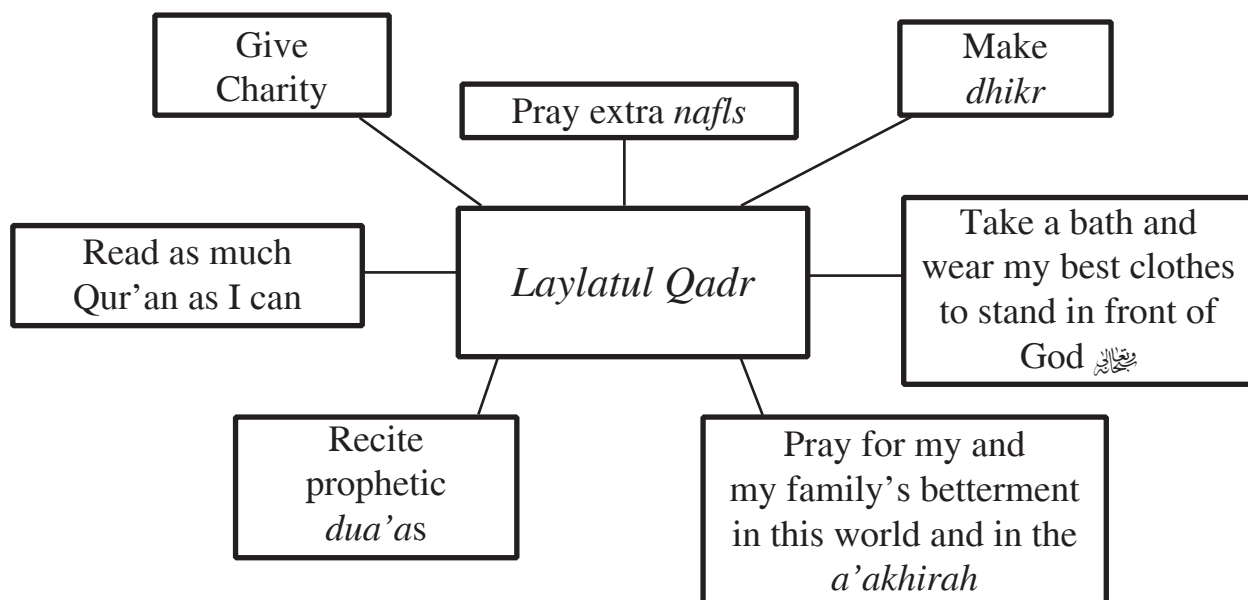 Give
Charity
Pray extra nafls
Make
dhikr
Read as much
Qur’an as I can
Laylatul Qadr
Take a bath and
wear my best clothes
to stand in front of
God سبحانه وتعالى
Recite
prophetic
dua’as
Pray for my and
my family’s betterment
in this world and in the
a’akhirah